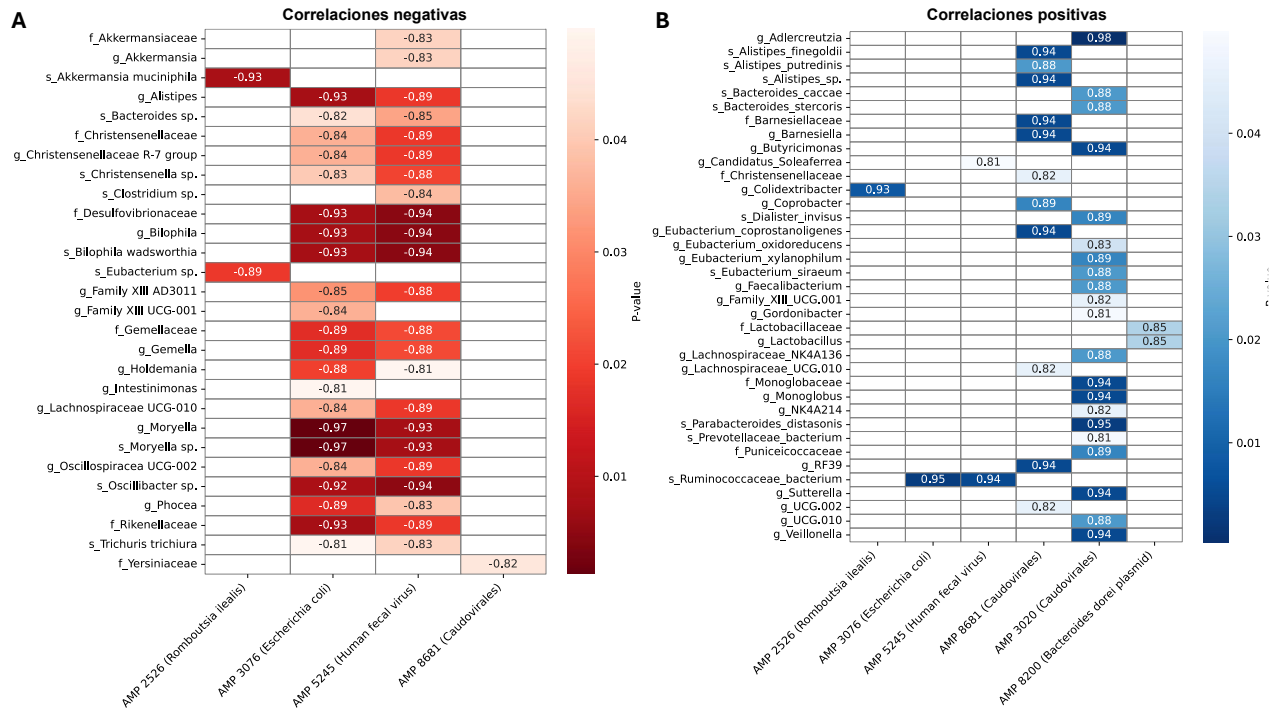 A
Correlaciones negativas
f_Akkermansiaceae -0.83
g_Akkermansia -0.83
s_Akkermansia muciniphila -0.93
g_Alistipes -0.93 -0.89
s_Bacteroides sp. -0.82 -0.85
f_Christensenellaceae -0.84 -0.89
g_Christensenellaceae R-7 group -0.84 -0.89
s_Christensenella sp. -0.83 -0.88
s_Clostridium sp. -0.84
f_Desulfovibrionaceae -0.93 -0.94
g_Bilophila -0.93 -0.94
s_Bilophila wadsworthia -0.93 -0.94
s_Eubacterium sp. -0.89
g_Family XIII AD3011 -0.85 -0.88
g_Family XIII UCG-001 -0.84
f_Gemellaceae -0.89 -0.88
g_Gemella -0.89 -0.88
g_Holdemania -0.88 -0.81
g_Intestinimonas -0.81
g_Lachnospiraceae UCG-010 -0.84 -0.89
g_Moryella -0.97 -0.93
s_Moryella sp. -0.97 -0.93
g_Oscillospiracea UCG-002 -0.84 -0.89
s_Oscillibacter sp. -0.92 -0.94
g_Phocea -0.89 -0.83
f_Rikenellaceae -0.93 -0.89
s_Trichuris trichiura -0.81 -0.83
f_Yersiniaceae -0.82
AMP 2526 (Romboutsia ilealis)
AMP 3076 (Escherichia coli)
AMP 5245 (Human fecal virus)
AMP 8681 (Caudovirales)
0.04
0.03
0.02
0.01
P-value
B
Correlaciones positivas
g_Adlercreutzia 0.98
s_Alistipes_finegoldii 0.94
s_Alistipes_putredinis 0.88
s_Alistipes_sp. 0.94
s_Bacteroides_caccae 0.88
s_Bacteroides_stercoris 0.88
f_Barnesiellaceae 0.94
g_Barnesiella 0.94
g_Butyricimonas 0.94
g_Candidatus_Soleaferrea 0.81
f_Christensenellaceae 0.82
g_Colidextribacter 0.93
g_Coprobacter 0.89
s_Dialister_invisus 0.89
g_Eubacterium_coprostanoligenes 0.94
g_Eubacterium_oxidoreducens 0.83
g_Eubacterium_xylanophilum 0.89
s_Eubacterium_siraeum 0.88
g_Faecalibacterium 0.88
g_Family_XIII_UCG.001 0.82
g_Gordonibacter 0.81
f_Lactobacillaceae 0.85
g_Lactobacillus 0.85
g_Lachnospiraceae_NK4A136 0.88
g_Lachnospiraceae_UCG.010 0.82
f_Monoglobaceae 0.94
g_Monoglobus 0.94
g_NK4A214 0.82
s_Parabacteroides_distasonis 0.95
s_Prevotellaceae_bacterium 0.81
f_Puniceicoccaceae 0.89
g_RF39 0.94
s_Ruminococcaceae_bacterium 0.95 0.94
g_Sutterella 0.94
g_UCG.002 0.82
g_UCG.010 0.88
g_Veillonella 0.94
AMP 2526 (Romboutsia ilealis)
AMP 3076 (Escherichia coli)
AMP 5245 (Human fecal virus)
AMP 8681 (Caudovirales)
AMP 3020 (Caudovirales)
AMP 8200 (Bacteroides dorei plasmid)
0.04
0.03
0.02
0.01